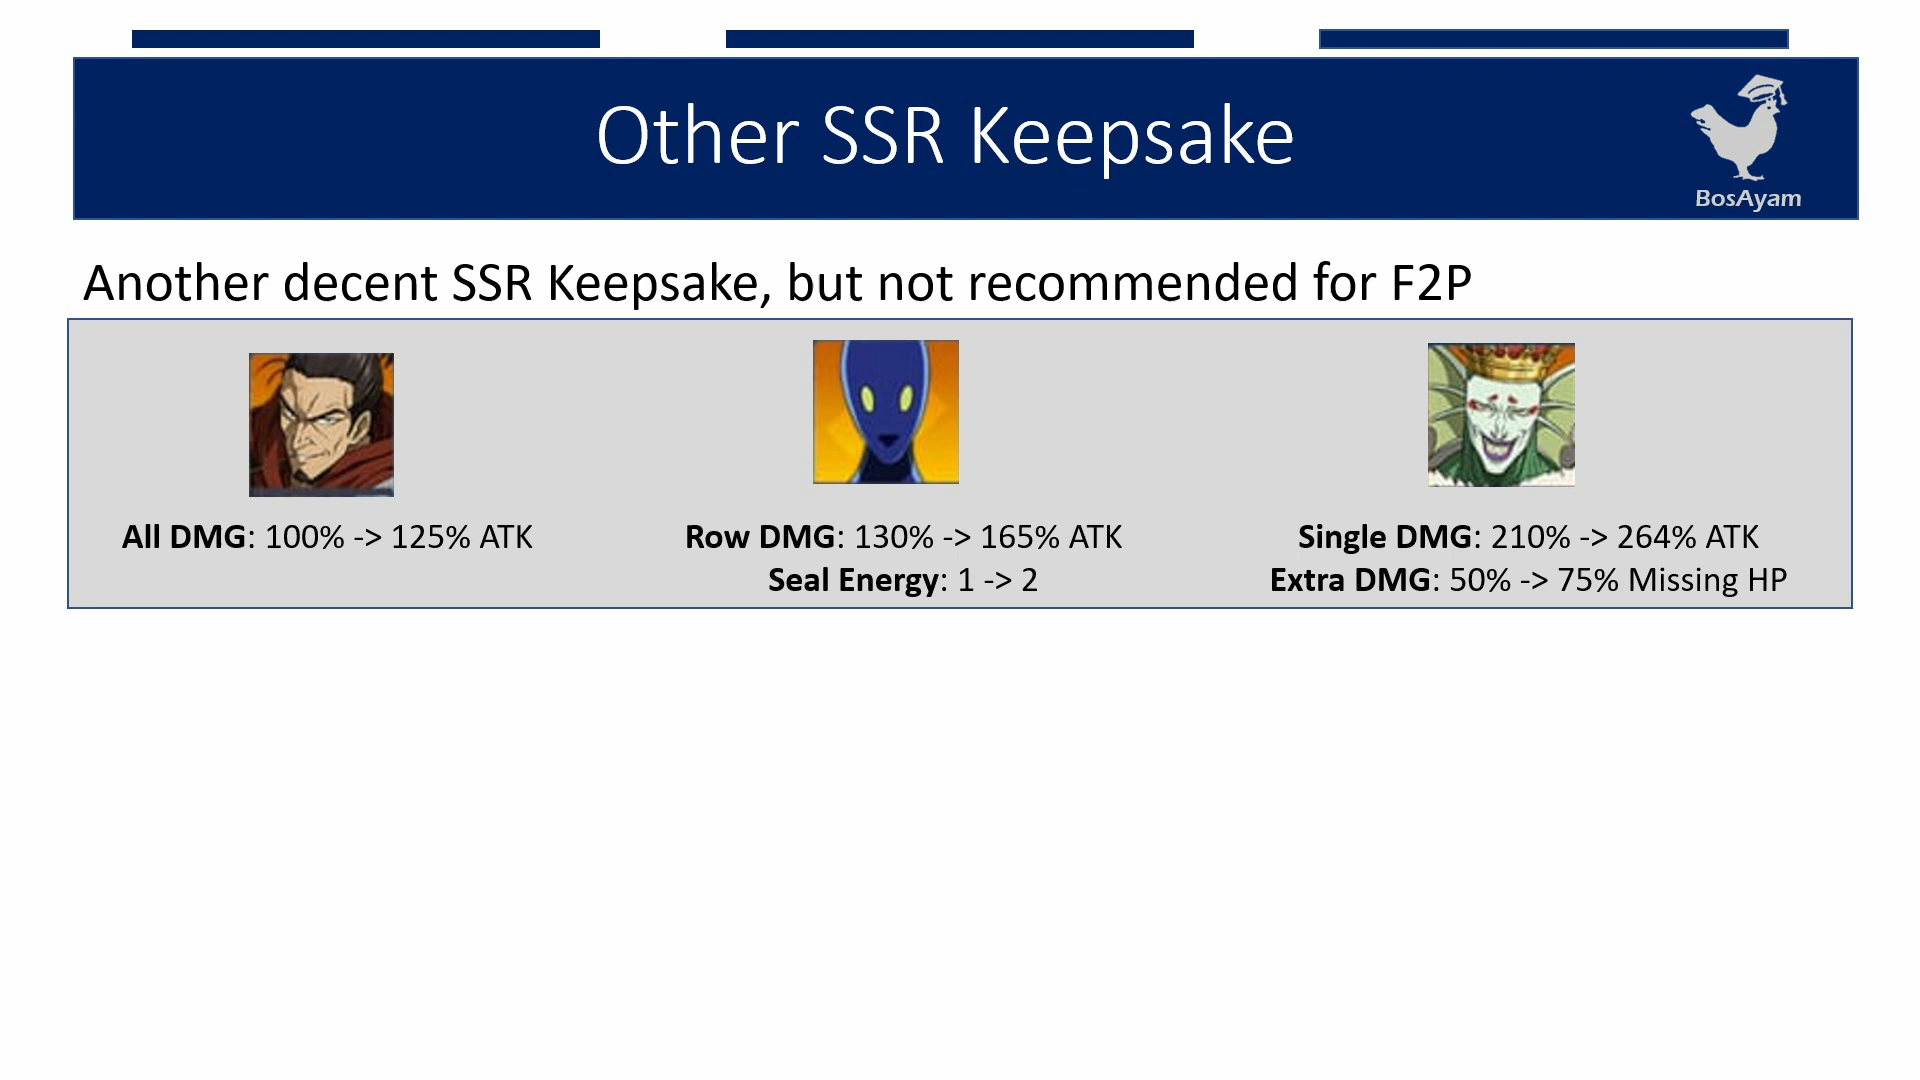 Other SSR Keepsake
BosAyam
Another decent SSR Keepsake, but not recommended for F2P
All DMG: 100% -> 125% ATK
Row DMG: 130% -> 165% ATK
Seal Energy: 1 -> 2
Single DMG: 210% -> 264% ATK
Extra DMG: 50% -> 75% Missing HP